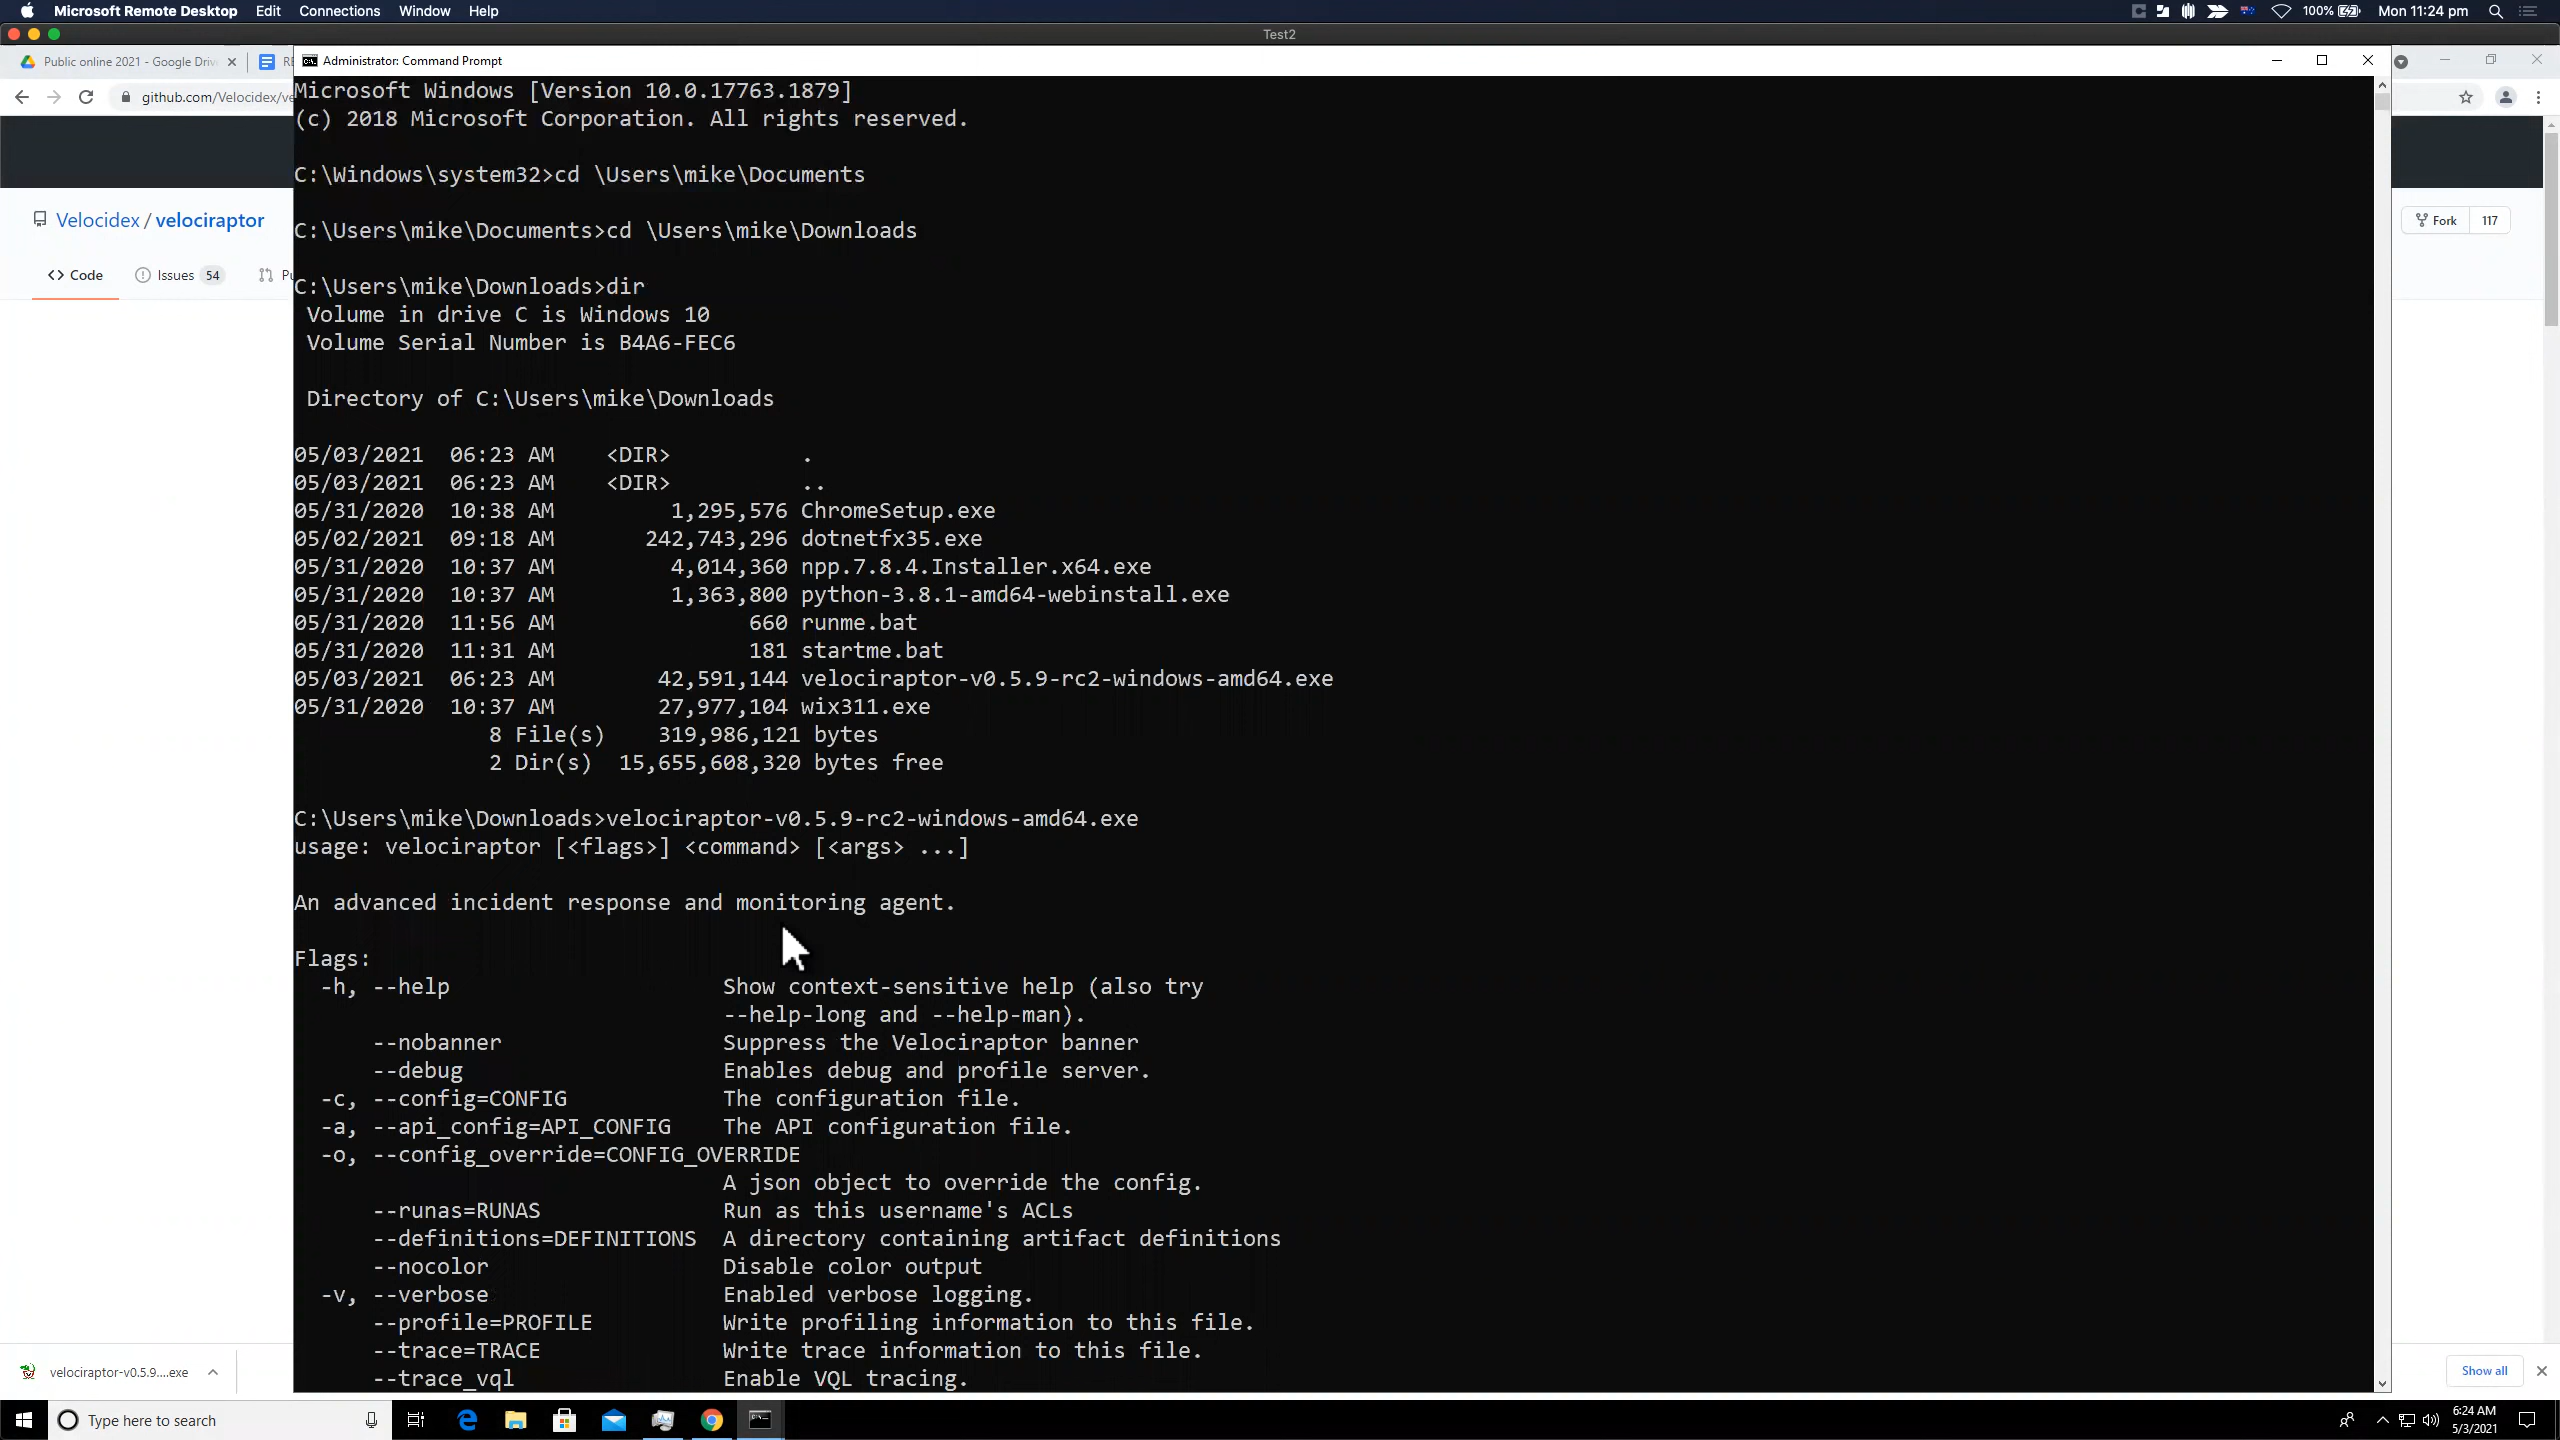 Microsoft Remote Desktop Edit Connections Window Help 100% Mon 11:24 pm
Test2
Public online 2021 - Google Driv
Administrator: Command Prompt
github.com/Velocidex/ve
Velocidex / velociraptor
Fork 117
Code Issues 54
Microsoft Windows [Version 10.0.17763.1879]
(c) 2018 Microsoft Corporation. All rights reserved.
C:\Windows\system32>cd \Users\mike\Documents
C:\Users\mike\Documents>cd \Users\mike\Downloads
C:\Users\mike\Downloads>dir
Volume in drive C is Windows 10
Volume Serial Number is B4A6-FEC6
Directory of C:\Users\mike\Downloads
05/03/2021 06:23 AM <DIR> .
05/03/2021 06:23 AM <DIR> ..
05/31/2020 10:38 AM 1,295,576 ChromeSetup.exe
05/02/2021 09:18 AM 242,743,296 dotnetfx35.exe
05/31/2020 10:37 AM 4,014,360 npp.7.8.4.Installer.x64.exe
05/31/2020 10:37 AM 1,363,800 python-3.8.1-amd64-webinstall.exe
05/31/2020 11:56 AM 660 runme.bat
05/31/2020 11:31 AM 181 startme.bat
05/03/2021 06:23 AM 42,591,144 velociraptor-v0.5.9-rc2-windows-amd64.exe
05/31/2020 10:37 AM 27,977,104 wix311.exe
8 File(s) 319,986,121 bytes
2 Dir(s) 15,655,608,320 bytes free
C:\Users\mike\Downloads>velociraptor-v0.5.9-rc2-windows-amd64.exe
usage: velociraptor [<flags>] <command> [<args> ...]
An advanced incident response and monitoring agent.
Flags:
-h, --help Show context-sensitive help (also try
--help-long and --help-man).
--nobanner Suppress the Velociraptor banner
--debug Enables debug and profile server.
-c, --config=CONFIG The configuration file.
-a, --api_config=API_CONFIG The API configuration file.
-o, --config_override=CONFIG_OVERRIDE
A json object to override the config.
--runas=RUNAS Run as this username's ACLs
--definitions=DEFINITIONS A directory containing artifact definitions
--nocolor Disable color output
-v, --verbose Enabled verbose logging.
--profile=PROFILE Write profiling information to this file.
--trace=TRACE Write trace information to this file.
--trace_vql Enable VQL tracing.
velociraptor-v0.5.9....exe
Show all
Type here to search
6:24 AM
5/3/2021